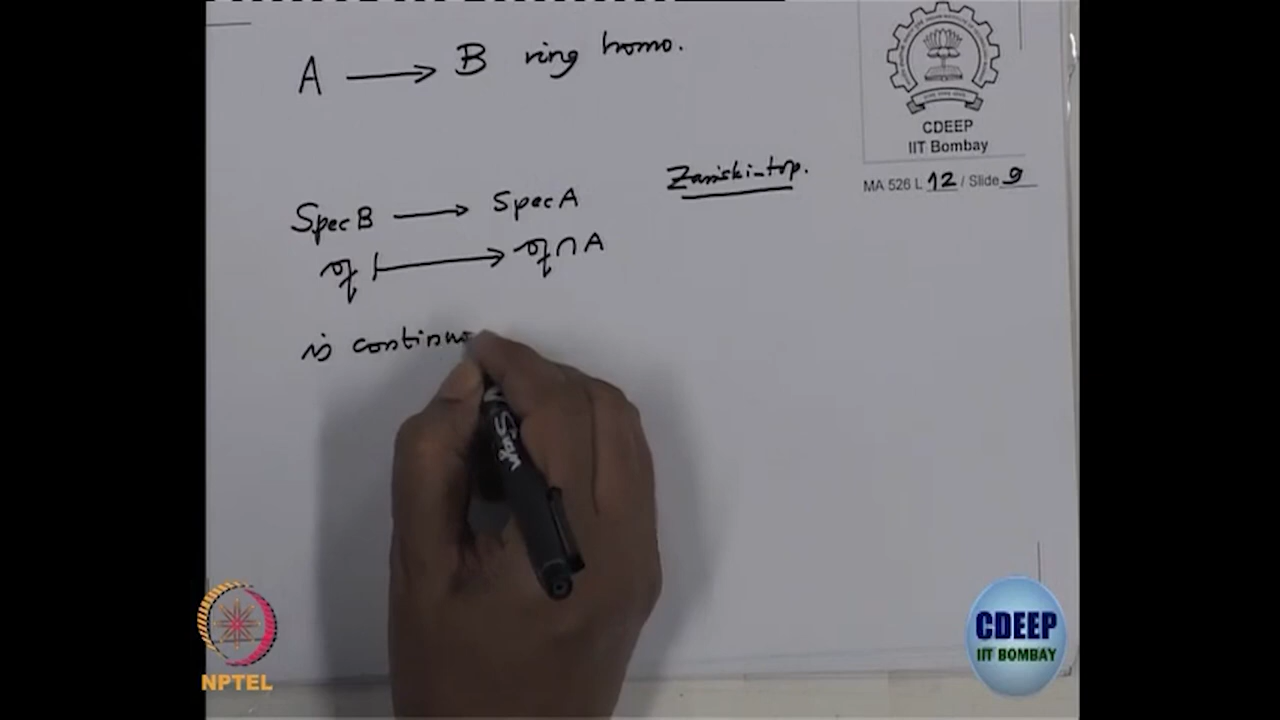 A ⟶ B ring homo.
CDEEP
IIT Bombay
MA 526 L 12 / Slide 9
Zariski-top.
Spec B ⟶ Spec A
𝔮 ⟼ 𝔮 ∩ A
is continuo
CDEEP
IIT BOMBAY
NPTEL